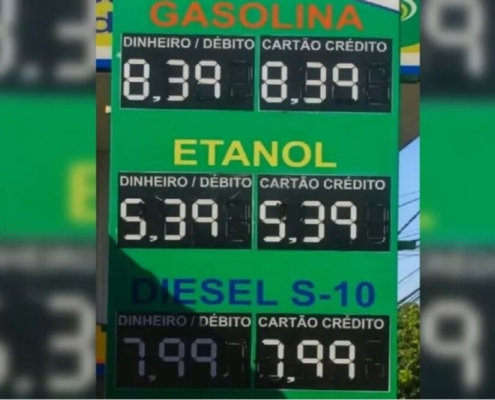 GASOLINA
DINHEIRO / DÉBITO CARTÃO CRÉDITO
8,39 8,39
ETANOL
DINHEIRO / DÉBITO CARTÃO CRÉDITO
5,39 5,39
DIESEL S-10
DINHEIRO / DÉBITO CARTÃO CRÉDITO
7,99 7,99